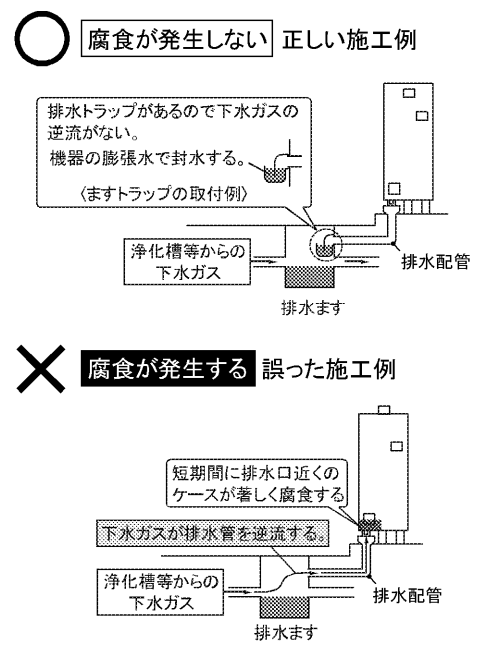 腐食が発生しない 正しい施工例
排水トラップがあるので下水ガスの
逆流がない。
機器の膨張水で封水する。
〈ますトラップの取付例〉
浄化槽等からの
下水ガス
排水配管
排水ます
腐食が発生する 誤った施工例
短期間に排水口近くの
ケースが著しく腐食する
下水ガスが排水管を逆流する。
浄化槽等からの
下水ガス
排水配管
排水ます